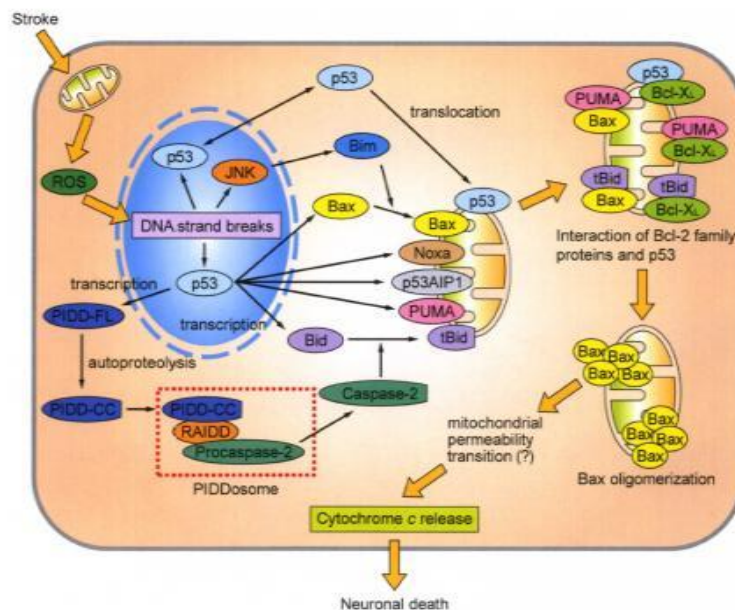 Stroke
p53
translocation
p53
JNK
Bim
ROS
DNA.strand breaks
Bax
p53
Bax
Noxa
p53AIP1
PUMA
tBid
p53
transcription
transcription
Bid
PIDD-FL
autoproteolysis
PIDD-CC
PIDD-CC
RAIDD
Procaspase-2
PIDDosome
Caspase-2
p53
PUMA
Bcl-XL
Bax
PUMA
Bcl-XL
tBid
tBid
Bax
Bcl-XL
Interaction of Bcl-2 family
proteins and p53
Bax
Bax
Bax
Bax
Bax
Bax
Bax
Bax
Bax oligomerization
mitochondrial
permeability
transition (?)
Cytochrome c release
Neuronal death